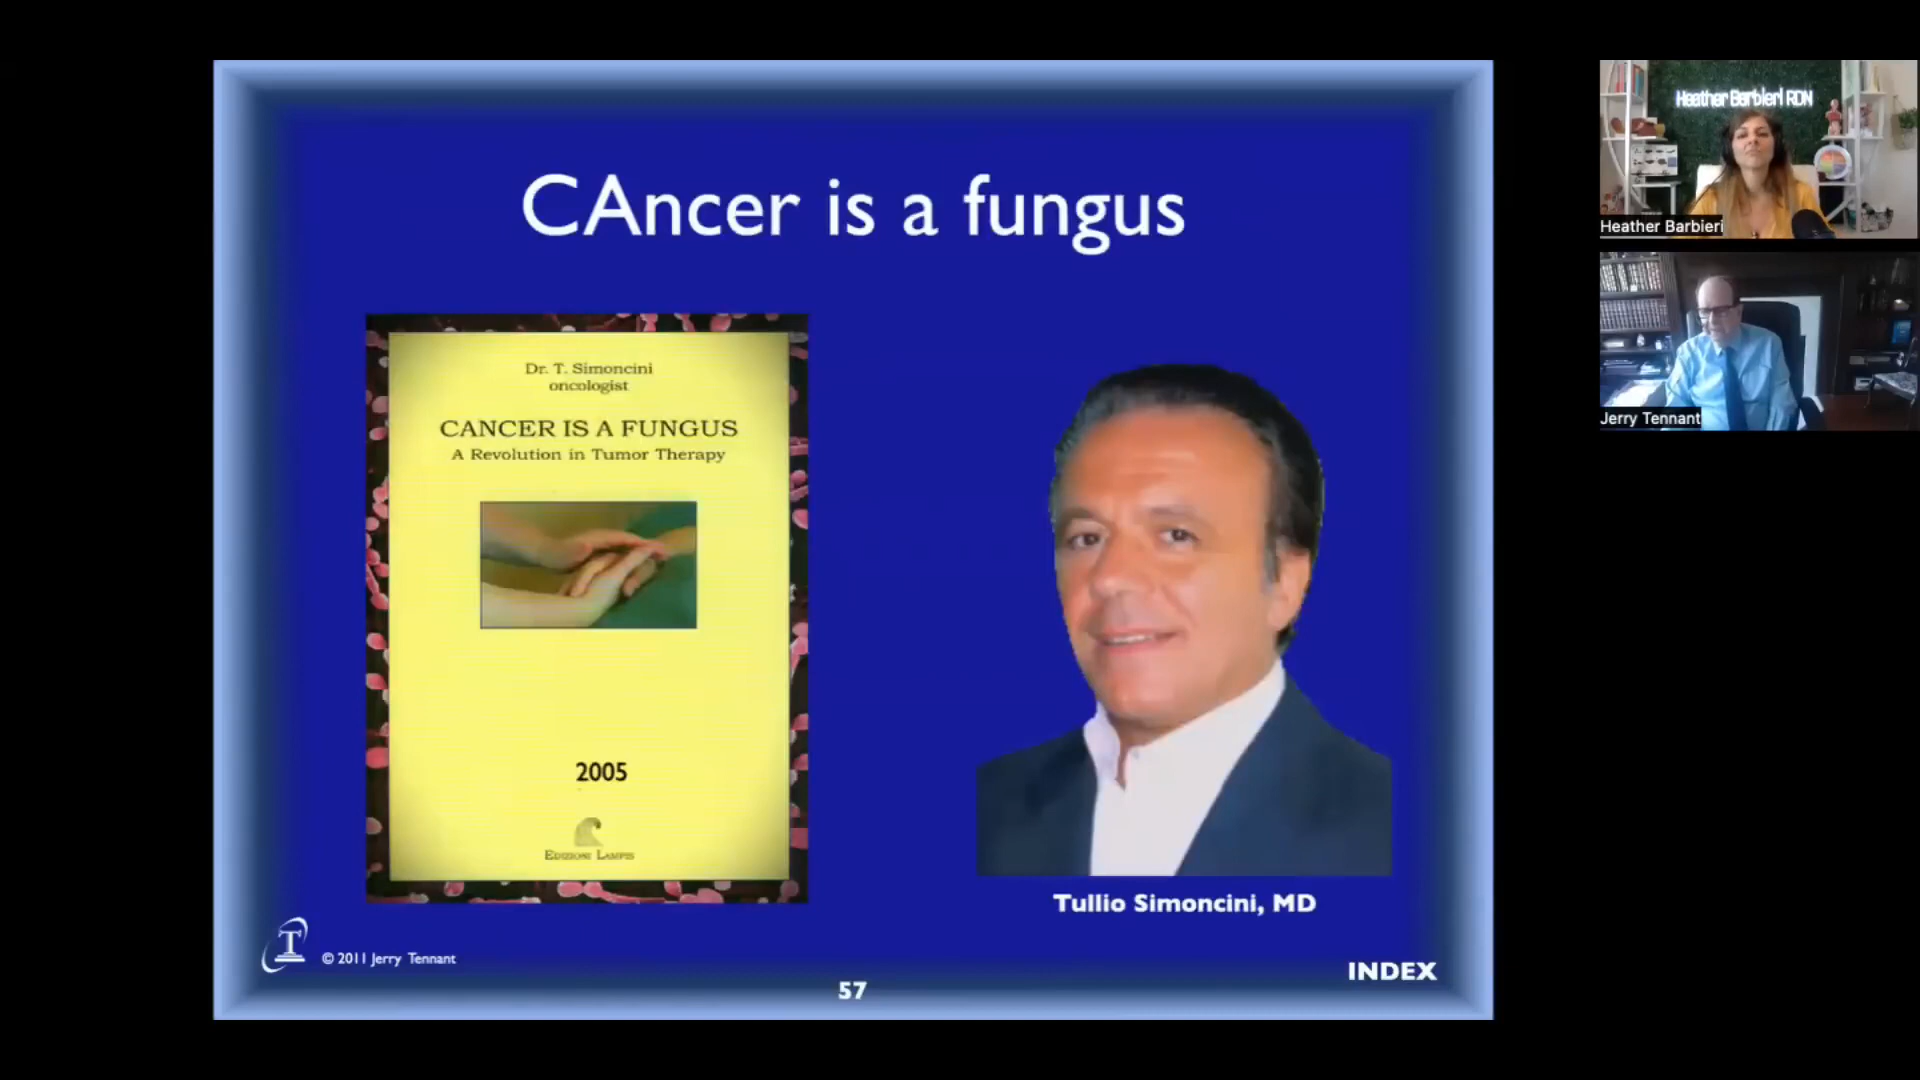 CAncer is a fungus
Dr. T. Simoncini
oncologist
CANCER IS A FUNGUS
A Revolution in Tumor Therapy
2005
EDIZIONI LAMPIS
Tullio Simoncini, MD
T
© 2011 Jerry Tennant
INDEX
57
Heather Barbieri RDN
Heather Barbieri
Jerry Tennant